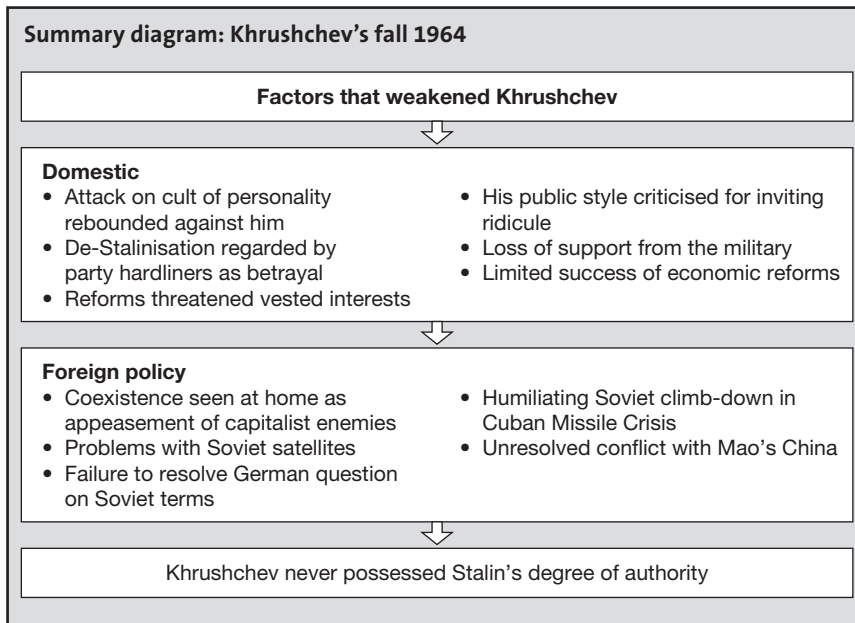 Summary diagram: Khrushchev's fall 1964
Factors that weakened Khrushchev
Domestic
• Attack on cult of personality
rebounded against him
• De-Stalinisation regarded by
party hardliners as betrayal
• Reforms threatened vested interests
• His public style criticised for inviting
ridicule
• Loss of support from the military
• Limited success of economic reforms
Foreign policy
• Coexistence seen at home as
appeasement of capitalist enemies
• Problems with Soviet satellites
• Failure to resolve German question
on Soviet terms
• Humiliating Soviet climb-down in
Cuban Missile Crisis
• Unresolved conflict with Mao's China
Khrushchev never possessed Stalin's degree of authority